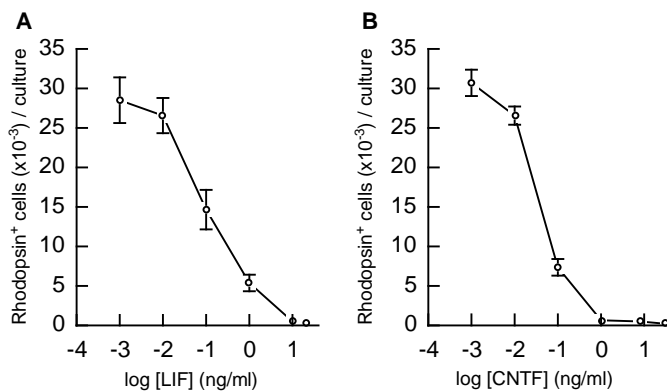 A
Rhodopsin⁺ cells (x10⁻³) / culture
35
30
25
20
15
10
5
0
-4 -3 -2 -1 0 1
log [LIF] (ng/ml)
B
Rhodopsin⁺ cells (x10⁻³) / culture
35
30
25
20
15
10
5
0
-4 -3 -2 -1 0 1
log [CNTF] (ng/ml)